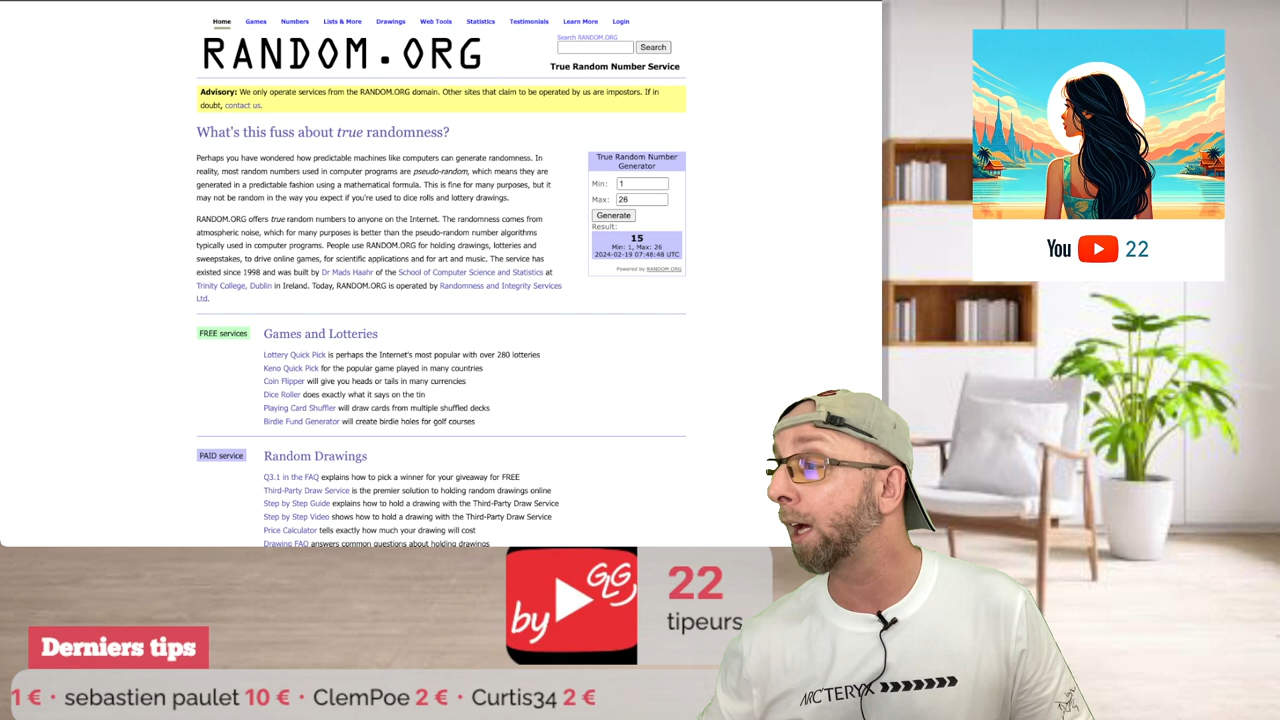 Home Games Numbers Lists & More Drawings Web Tools Statistics Testimonials Learn More Login
RANDOM.ORG
Search RANDOM.ORG
Search
True Random Number Service
Advisory: We only operate services from the RANDOM.ORG domain. Other sites that claim to be operated by us are impostors. If in
doubt, contact us.
What's this fuss about true randomness?
Perhaps you have wondered how predictable machines like computers can generate randomness. In
reality, most random numbers used in computer programs are pseudo-random, which means they are
generated in a predictable fashion using a mathematical formula. This is fine for many purposes, but it
may not be random in the way you expect if you're used to dice rolls and lottery drawings.
RANDOM.ORG offers true random numbers to anyone on the Internet. The randomness comes from
atmospheric noise, which for many purposes is better than the pseudo-random number algorithms
typically used in computer programs. People use RANDOM.ORG for holding drawings, lotteries and
sweepstakes, to drive online games, for scientific applications and for art and music. The service has
existed since 1998 and was built by Dr Mads Haahr of the School of Computer Science and Statistics at
Trinity College, Dublin in Ireland. Today, RANDOM.ORG is operated by Randomness and Integrity Services
Ltd.
True Random Number
Generator
Min: 1
Max: 26
Generate
Result:
15
Min: 1, Max: 26
2024-02-19 07:46:48 UTC
Powered by RANDOM.ORG
FREE services
Games and Lotteries
Lottery Quick Pick is perhaps the Internet's most popular with over 280 lotteries
Keno Quick Pick for the popular game played in many countries
Coin Flipper will give you heads or tails in many currencies
Dice Roller does exactly what it says on the tin
Playing Card Shuffler will draw cards from multiple shuffled decks
Birdie Fund Generator will create birdie holes for golf courses
PAID service
Random Drawings
Q3.1 in the FAQ explains how to pick a winner for your giveaway for FREE
Third-Party Draw Service is the premier solution to holding random drawings online
Step by Step Guide explains how to hold a drawing with the Third-Party Draw Service
Step by Step Video shows how to hold a drawing with the Third-Party Draw Service
Price Calculator tells exactly how much your drawing will cost
Drawing FAQ answers common questions about holding drawings
You 22
by GLG
22
tipeurs
Derniers tips
1 € · sebastien paulet 10 € · ClemPoe 2 € · Curtis34 2 €
ARC'TERYX